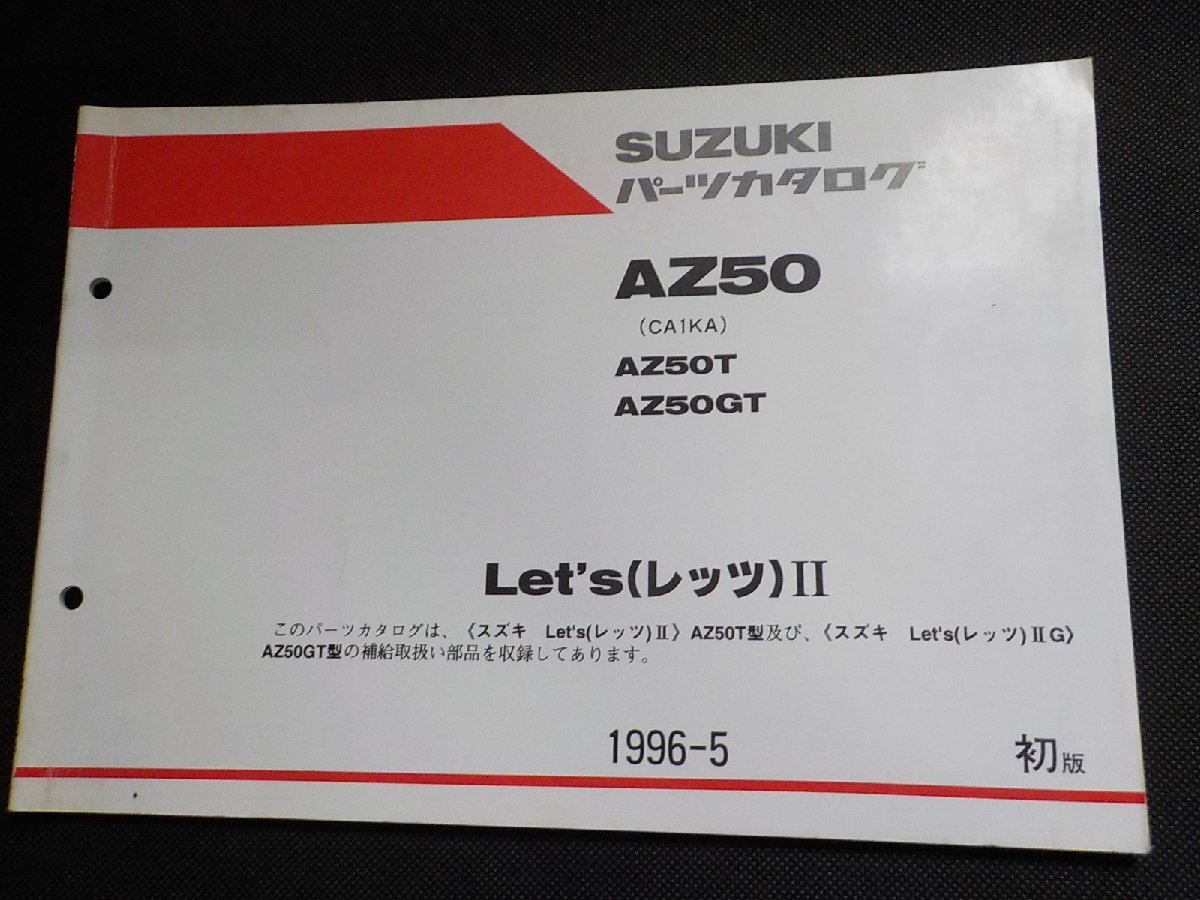 SUZUKI
パーツカタログ
AZ50
(CA1KA)
AZ50T
AZ50GT
Let's(レッツ)II
このパーツカタログは、《スズキ Let's(レッツ)II》AZ50T型及び、《スズキ Let's(レッツ)IIG》
AZ50GT型の補給取扱い部品を収録してあります。
1996-5 初版